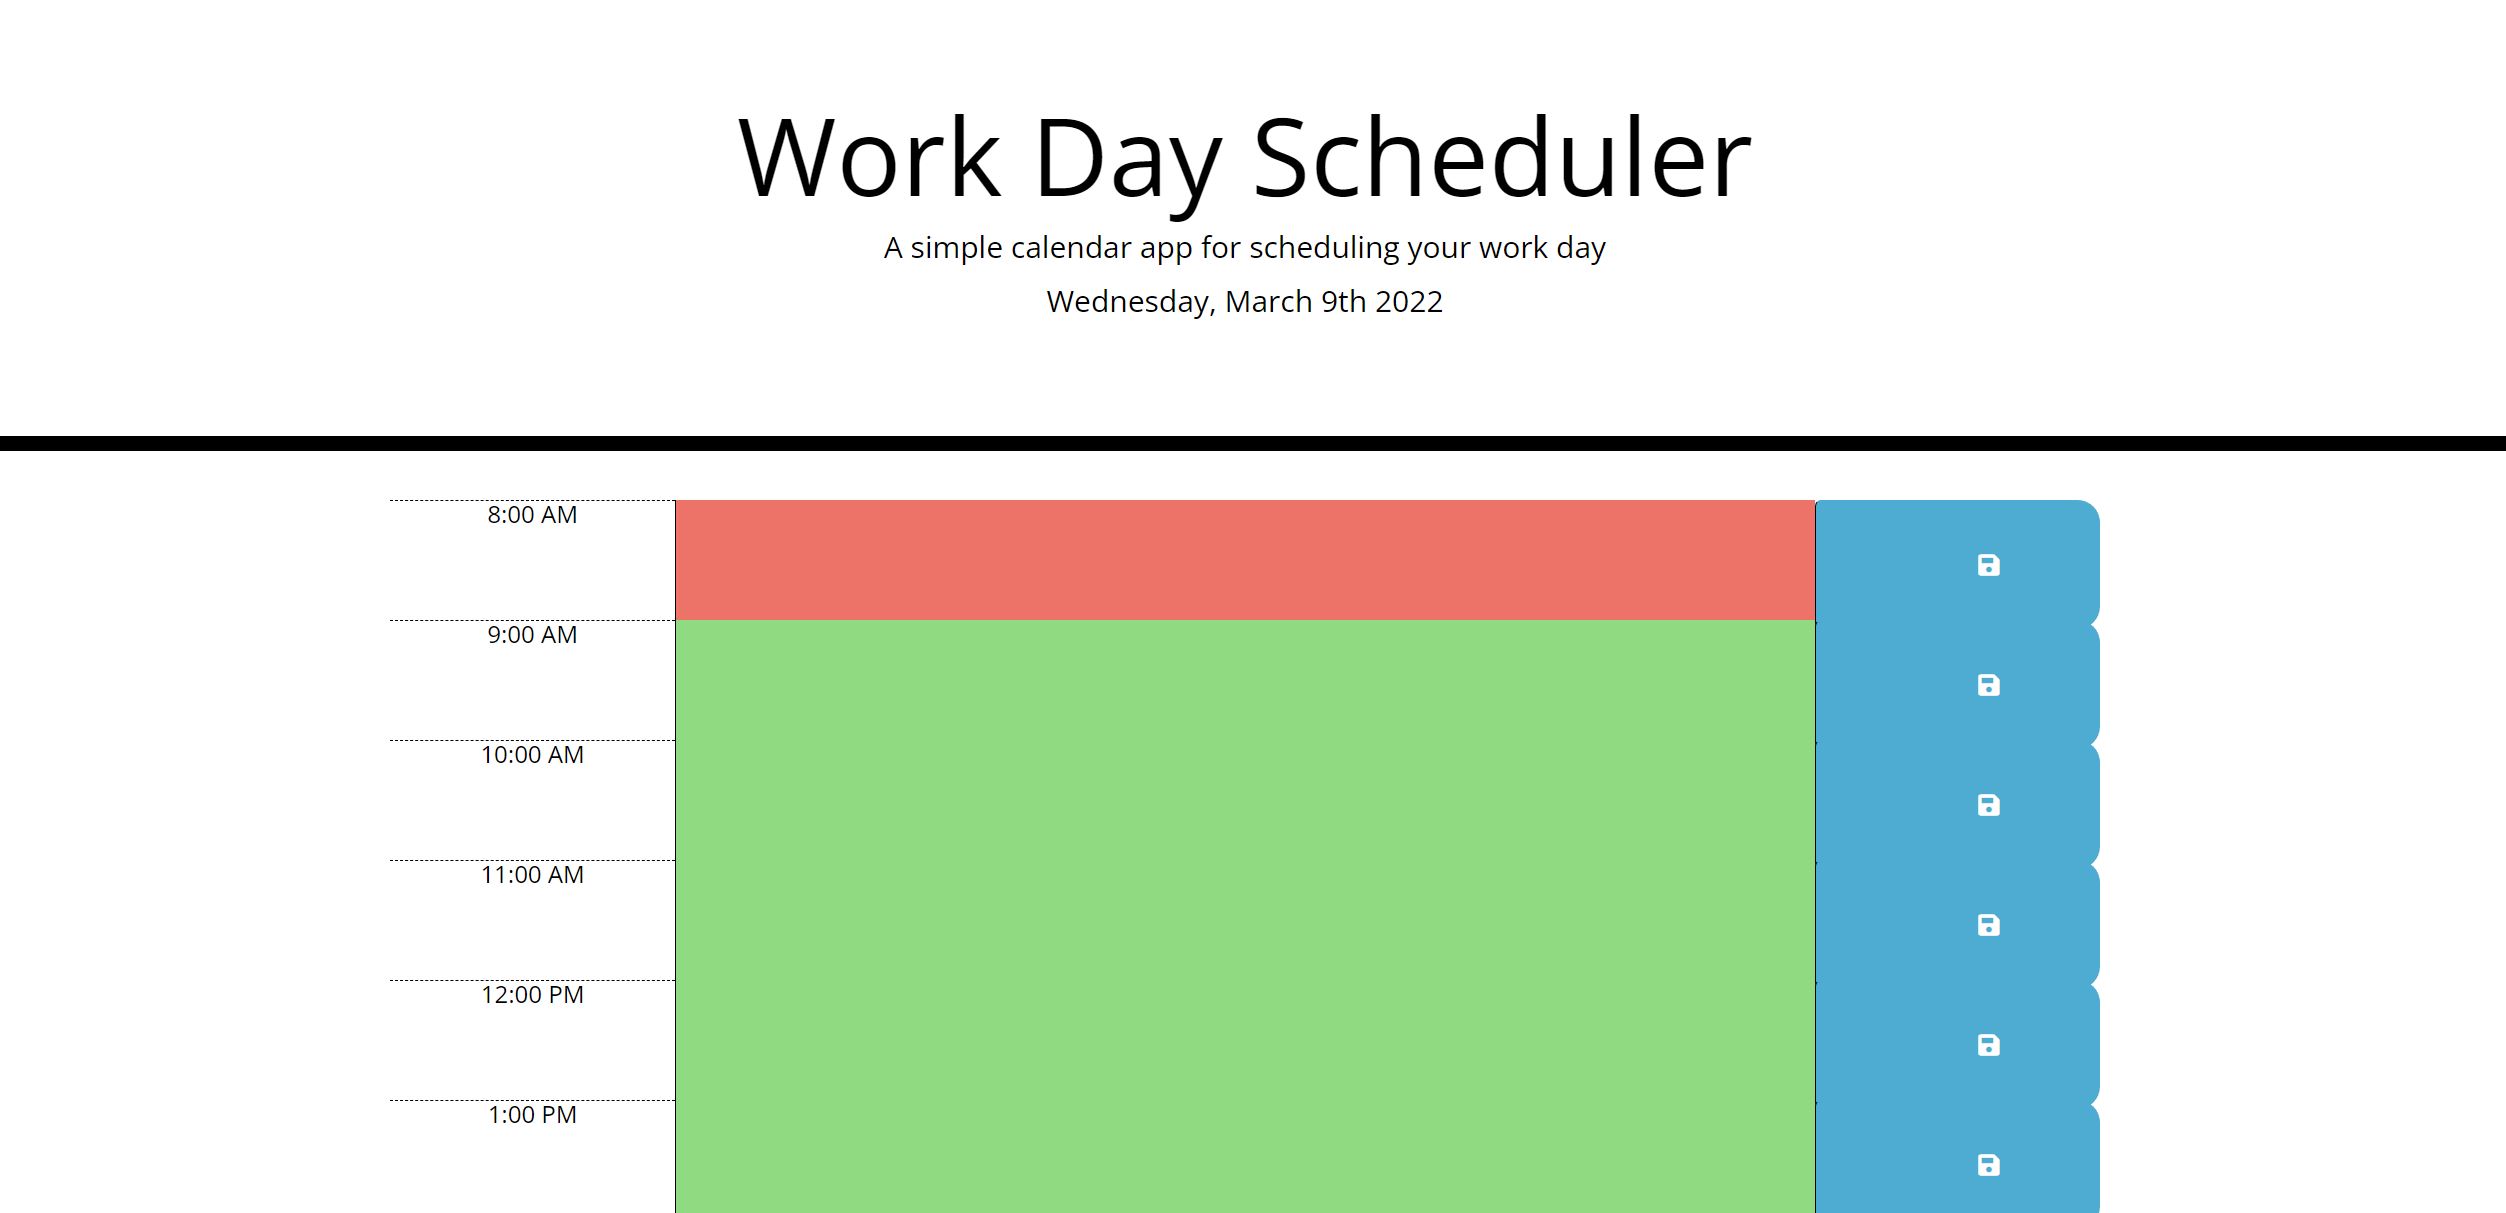 Work Day Scheduler
A simple calendar app for scheduling your work day
Wednesday, March 9th 2022
8:00 AM
9:00 AM
10:00 AM
11:00 AM
12:00 PM
1:00 PM